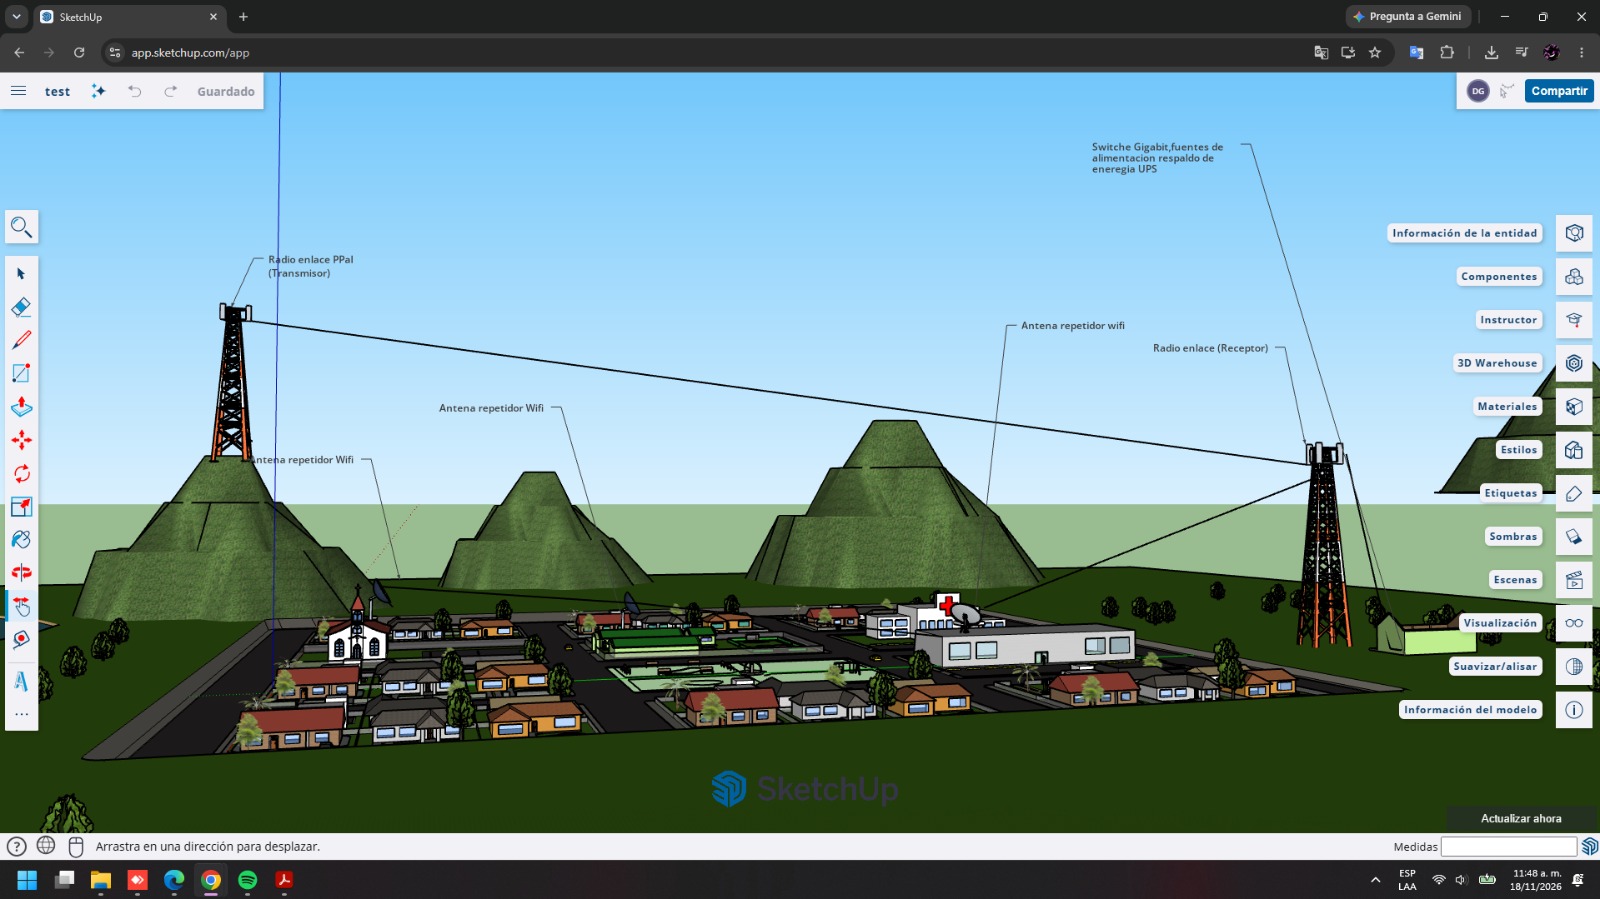 SketchUp
Pregunta a Gemini
app.sketchup.com/app
test
Guardado
DG
Compartir
Switche Gigabit,fuentes de
alimentacion respaldo de
eneregia UPS
Información de la entidad
Radio enlace PPal
(Transmisor)
Componentes
Instructor
Antena repetidor wifi
Radio enlace (Receptor)
3D Warehouse
Antena repetidor Wifi
Materiales
Estilos
Antena repetidor Wifi
Etiquetas
Sombras
Escenas
Visualización
Suavizar/alisar
Información del modelo
SketchUp
Actualizar ahora
Arrastra en una dirección para desplazar.
Medidas
ESP
LAA
11:48 a. m.
18/11/2026